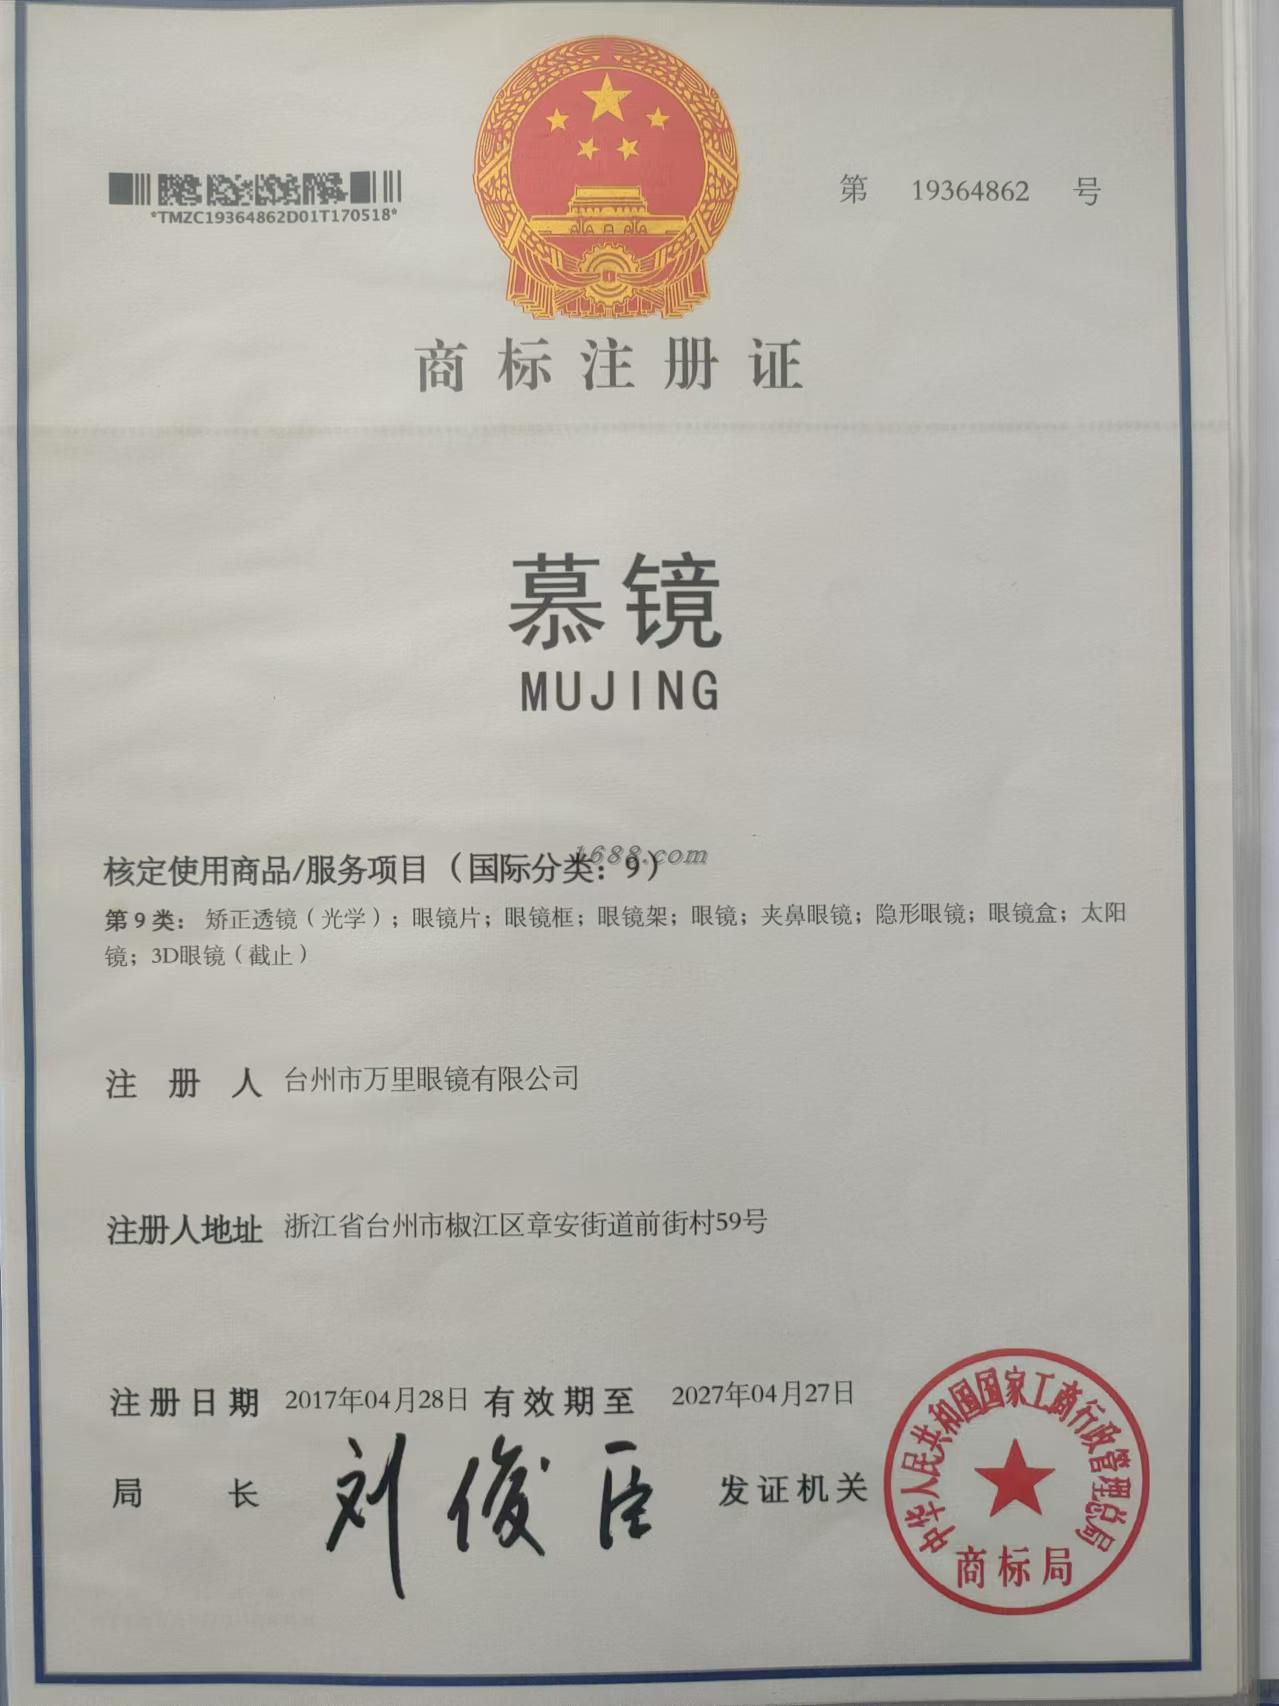 *TMZC19364862D01T170518*
第 19364862 号
商标注册证
慕镜
MUJING
1688.com
核定使用商品/服务项目（国际分类：9）
第9类：矫正透镜（光学）；眼镜片；眼镜框；眼镜架；眼镜；夹鼻眼镜；隐形眼镜；眼镜盒；太阳
镜；3D眼镜（截止）
注册人 台州市万里眼镜有限公司
注册人地址 浙江省台州市椒江区章安街道前街村59号
注册日期 2017年04月28日 有效期至 2027年04月27日
局长 刘俊臣 发证机关
中华人民共和国国家工商行政管理总局
商标局